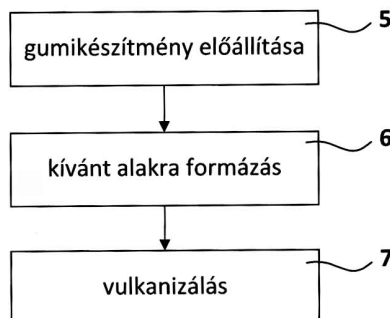 5
gumikészítmény előállítása
6
kívánt alakra formázás
7
vulkanizálás